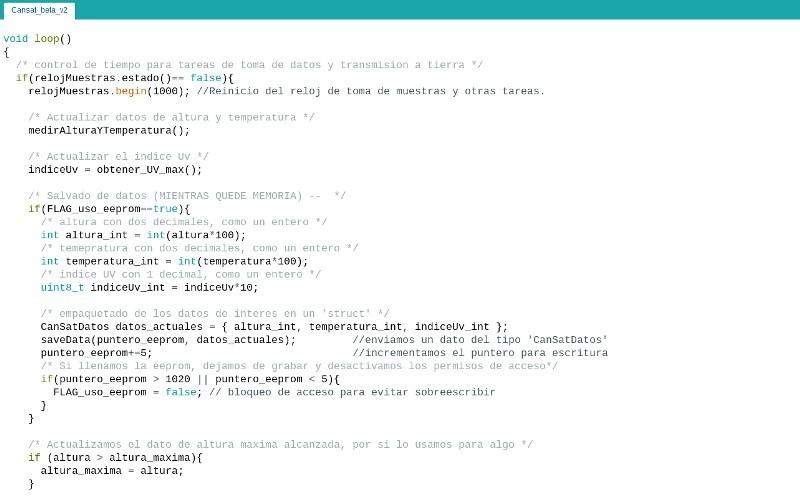 Cansat_beta_v2
void loop()
{
/* control de tiempo para tareas de toma de datos y transmision a tierra */
if(relojMuestras.estado()== false){
relojMuestras.begin(1000); //Reinicio del reloj de toma de muestras y otras tareas.
/* Actualizar datos de altura y temperatura */
medirAlturaYTemperatura();
/* Actualizar el indice Uv */
indiceUv = obtener_UV_max();
/* Salvado de datos (MIENTRAS QUEDE MEMORIA) -- */
if(FLAG_uso_eeprom==true){
/* altura con dos decimales, como un entero */
int altura_int = int(altura*100);
/* temepratura con dos decimales, como un entero */
int temperatura_int = int(temperatura*100);
/* indice UV con 1 decimal, como un entero */
uint8_t indiceUv_int = indiceUv*10;
/* empaquetado de los datos de interes en un 'struct' */
CanSatDatos datos_actuales = { altura_int, temperatura_int, indiceUv_int };
saveData(puntero_eeprom, datos_actuales); //enviamos un dato del tipo 'CanSatDatos'
puntero_eeprom+=5; //incrementamos el puntero para escritura
/* Si llenamos la eeprom, dejamos de grabar y desactivamos los permisos de acceso*/
if(puntero_eeprom > 1020 || puntero_eeprom < 5){
FLAG_uso_eeprom = false; // bloqueo de acceso para evitar sobreescribir
}
}
/* Actualizamos el dato de altura maxima alcanzada, por si lo usamos para algo */
if (altura > altura_maxima){
altura_maxima = altura;
}